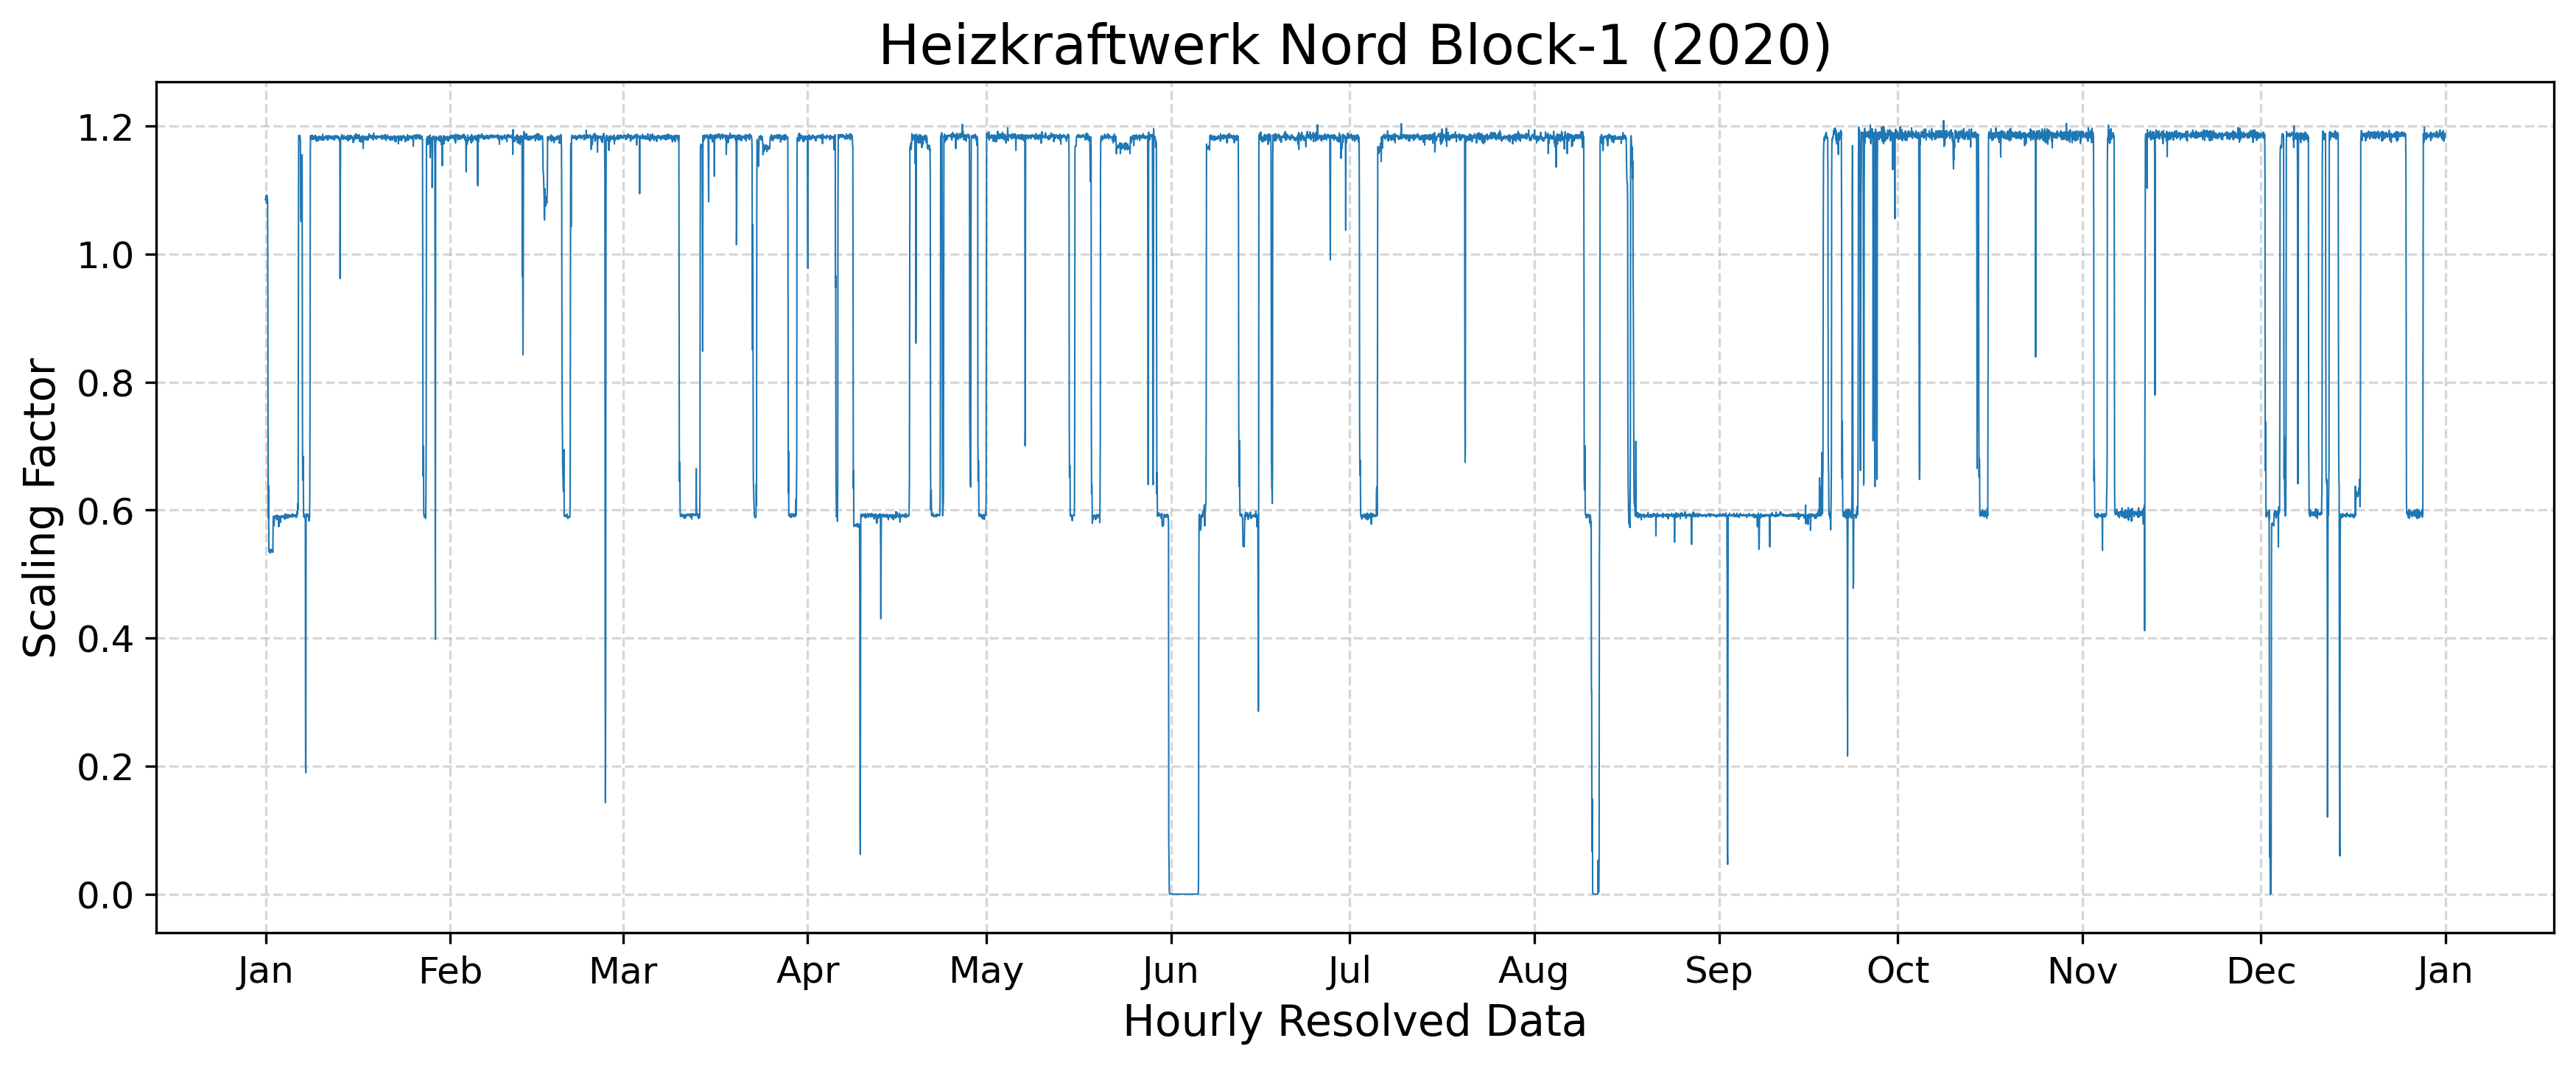 Heizkraftwerk Nord Block-1 (2020)
Scaling Factor
1.2
1.0
0.8
0.6
0.4
0.2
0.0
Jan Feb Mar Apr May Jun Jul Aug Sep Oct Nov Dec Jan
Hourly Resolved Data